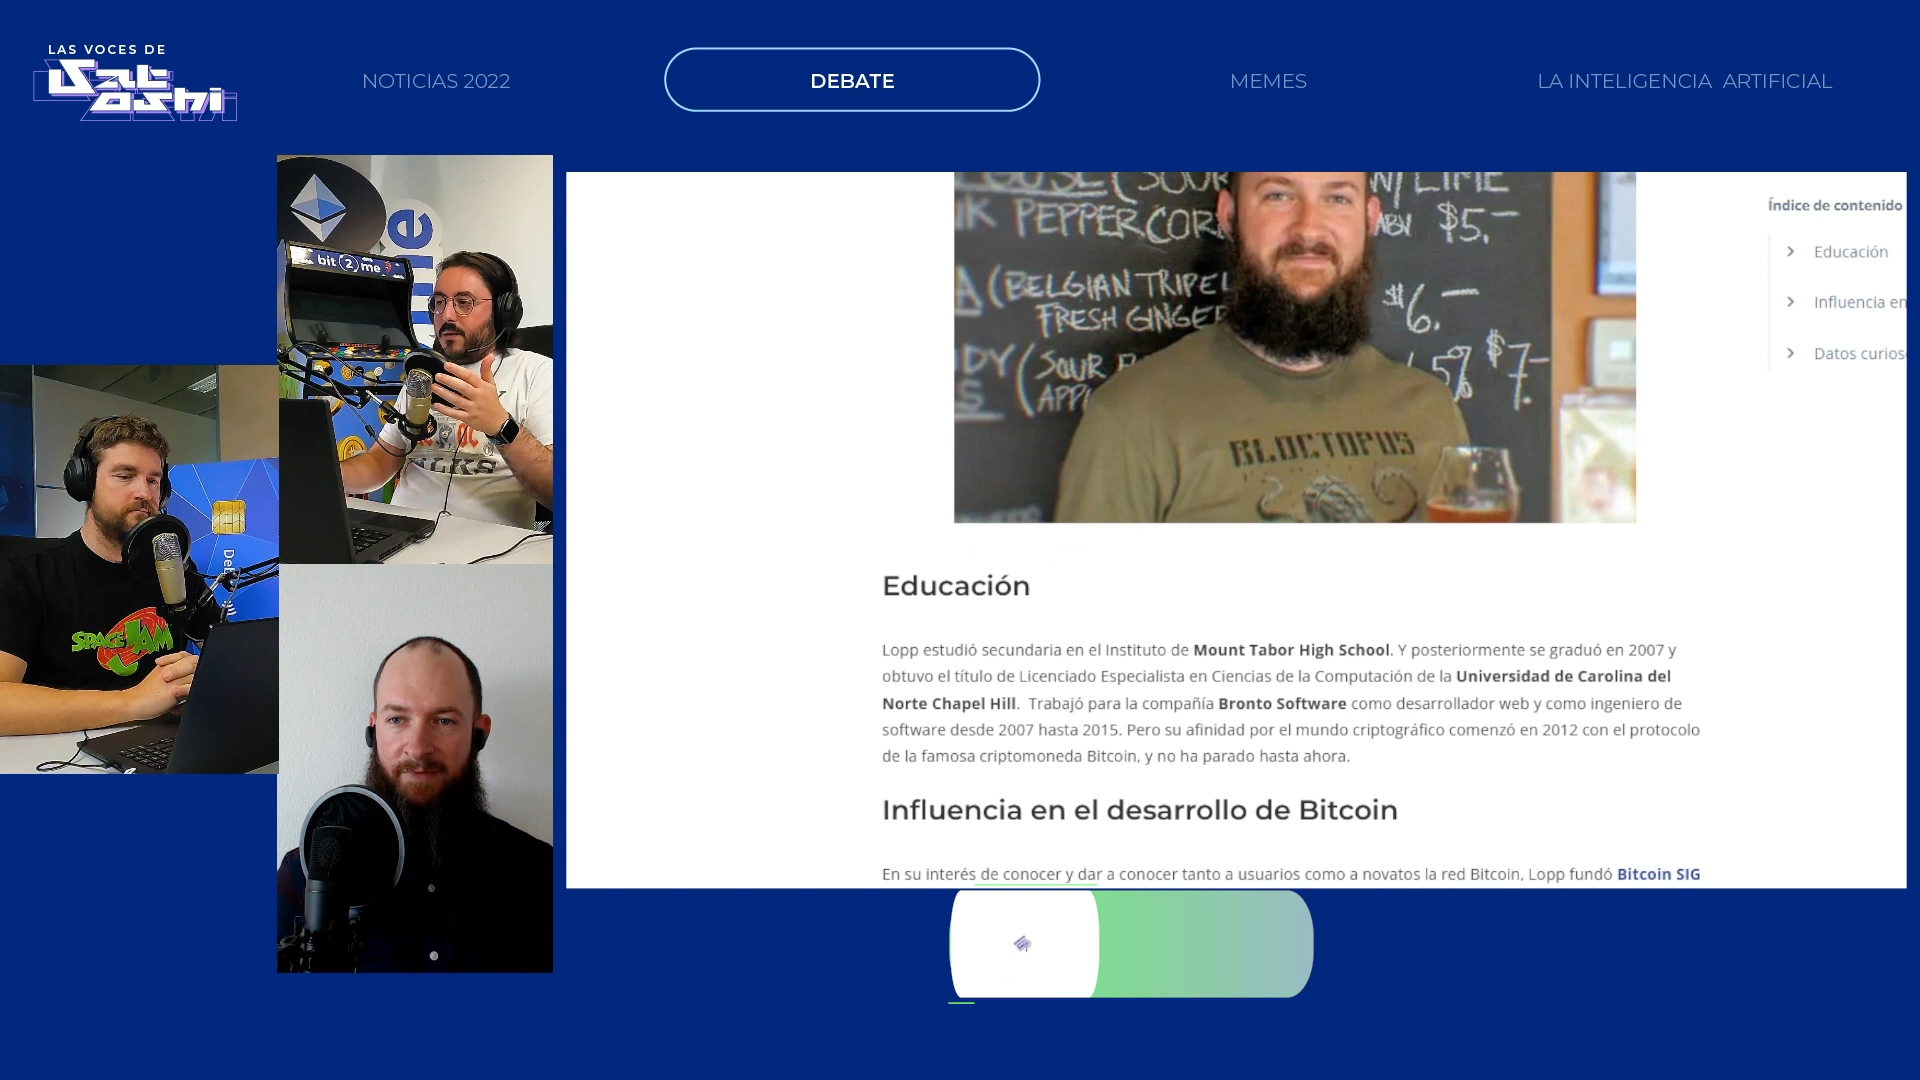 LAS VOCES DE
Satoshi
NOTICIAS 2022
DEBATE
MEMES
LA INTELIGENCIA ARTIFICIAL
bit2me
SPACE JAM
PEPPERCOR
ABV $5.-
(BELGIAN TRIPEL
FRESH GINGER
$6.-
(SOUR
$7.-
BLOCTOPUS
Índice de contenido
Educación
Influencia en
Datos curios
Educación
Lopp estudió secundaria en el Instituto de Mount Tabor High School. Y posteriormente se graduó en 2007 y
obtuvo el título de Licenciado Especialista en Ciencias de la Computación de la Universidad de Carolina del
Norte Chapel Hill. Trabajó para la compañía Bronto Software como desarrollador web y como ingeniero de
software desde 2007 hasta 2015. Pero su afinidad por el mundo criptográfico comenzó en 2012 con el protocolo
de la famosa criptomoneda Bitcoin, y no ha parado hasta ahora.
Influencia en el desarrollo de Bitcoin
En su interés de conocer y dar a conocer tanto a usuarios como a novatos la red Bitcoin, Lopp fundó Bitcoin SIG